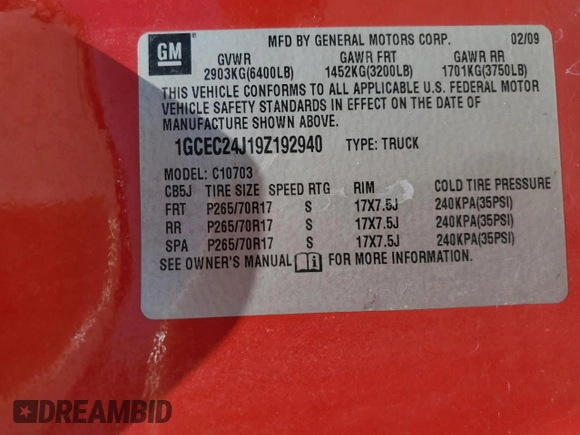 GM MFD BY GENERAL MOTORS CORP. 02/09
GVWR GAWR FRT GAWR RR
2903KG(6400LB) 1452KG(3200LB) 1701KG(3750LB)
THIS VEHICLE CONFORMS TO ALL APPLICABLE U.S. FEDERAL MOTOR
VEHICLE SAFETY STANDARDS IN EFFECT ON THE DATE OF
MANUFACTURE SHOWN ABOVE.
1GCEC24J19Z192940 TYPE: TRUCK
MODEL: C10703
CB5J TIRE SIZE SPEED RTG RIM COLD TIRE PRESSURE
FRT P265/70R17 S 17X7.5J 240KPA(35PSI)
RR P265/70R17 S 17X7.5J 240KPA(35PSI)
SPA P265/70R17 S 17X7.5J 240KPA(35PSI)
SEE OWNER'S MANUAL i FOR MORE INFORMATION.
DREAMBID